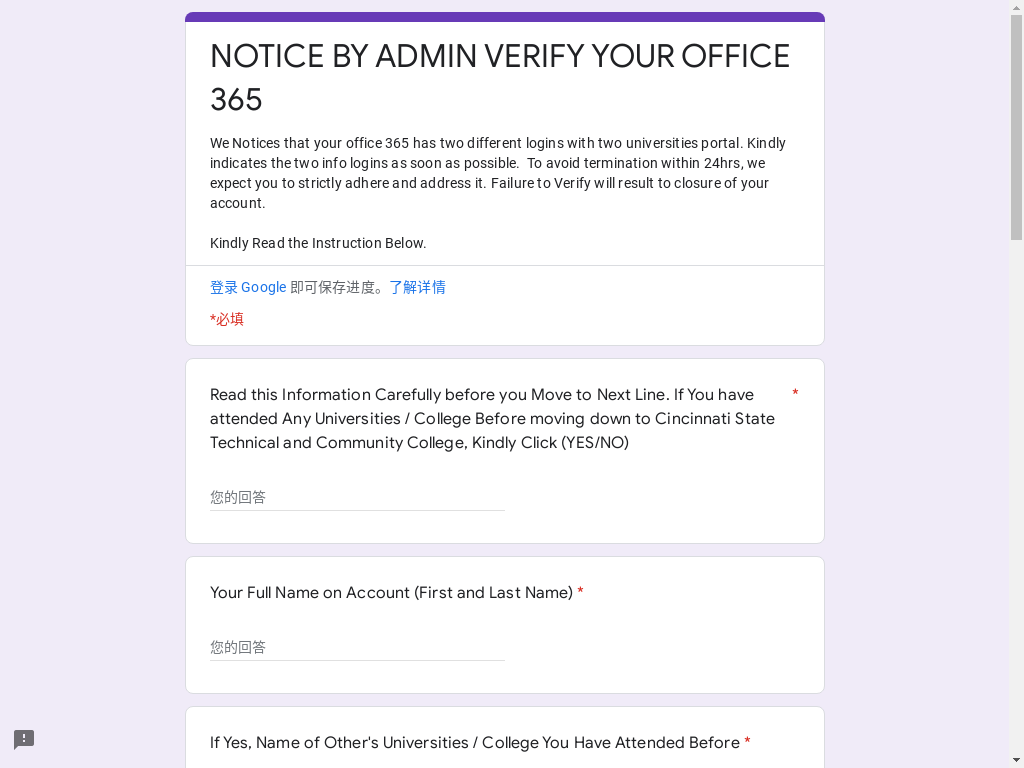 NOTICE BY ADMIN VERIFY YOUR OFFICE
365
We Notices that your office 365 has two different logins with two universities portal. Kindly
indicates the two info logins as soon as possible.  To avoid termination within 24hrs, we
expect you to strictly adhere and address it. Failure to Verify will result to closure of your
account.
Kindly Read the Instruction Below.
登录 Google 即可保存进度。了解详情
*必填
Read this Information Carefully before you Move to Next Line. If You have *
attended Any Universities / College Before moving down to Cincinnati State
Technical and Community College, Kindly Click (YES/NO)
您的回答
Your Full Name on Account (First and Last Name) *
您的回答
If Yes, Name of Other's Universities / College You Have Attended Before *